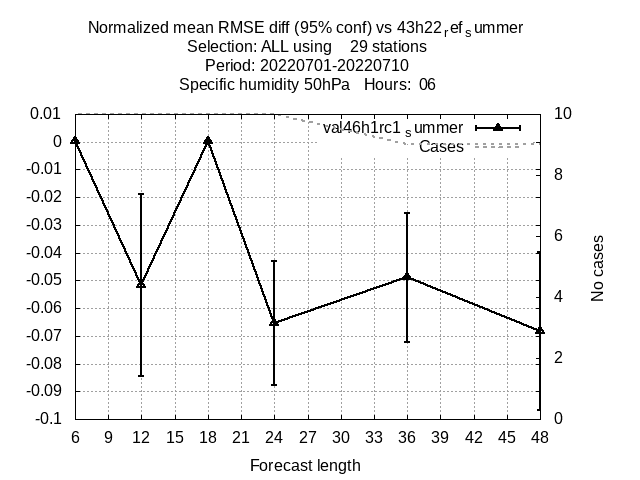 Normalized mean RMSE diff (95% conf) vs 43h22refsummer
Selection: ALL using 29 stations
Period: 20220701-20220710
Specific humidity 50hPa Hours: 06
val46h1rc1summer
Cases
0.01
0
-0.01
-0.02
-0.03
-0.04
-0.05
-0.06
-0.07
-0.08
-0.09
-0.1
10
8
6
4
2
0
No cases
6 9 12 15 18 21 24 27 30 33 36 39 42 45 48
Forecast length